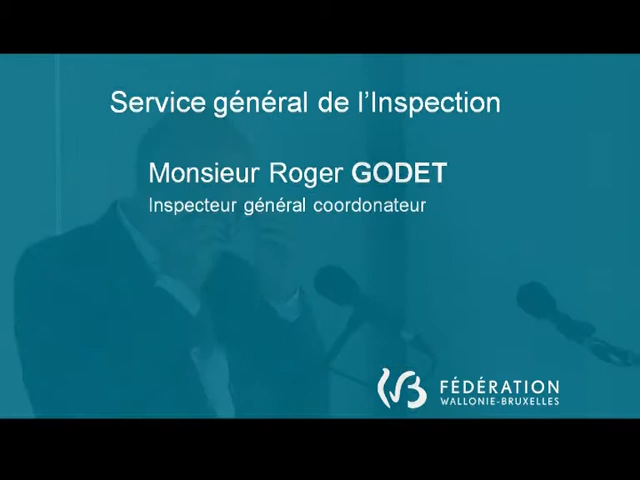 Service général de l'Inspection
Monsieur Roger GODET
Inspecteur général coordonateur
FÉDÉRATION
WALLONIE-BRUXELLES